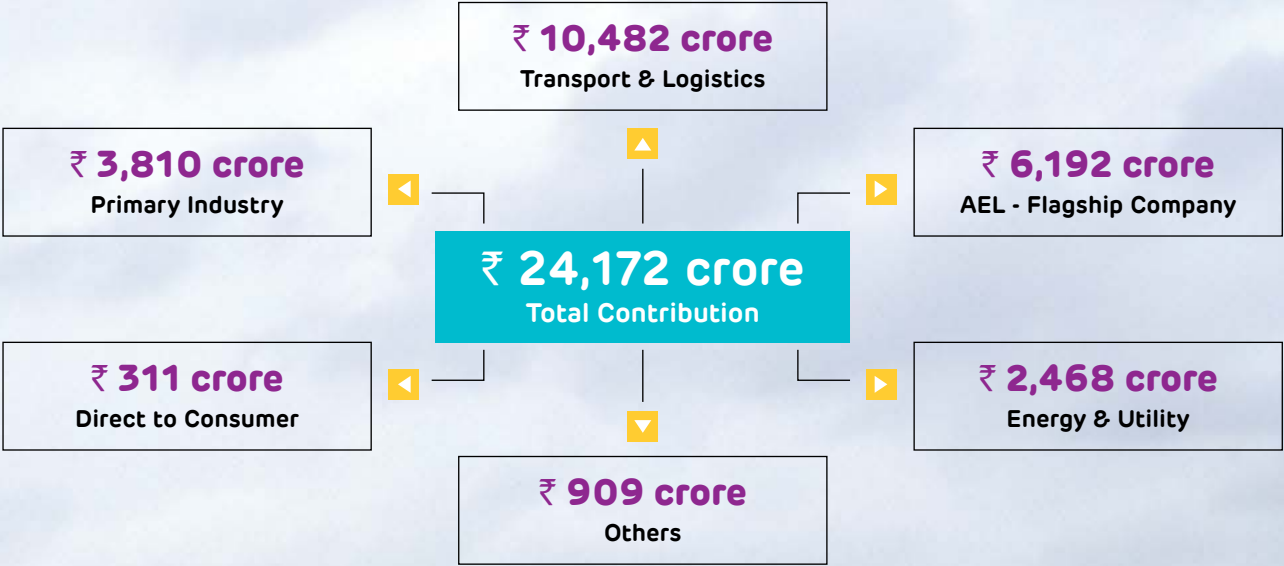 ₹ 10,482 crore
Transport & Logistics
₹ 3,810 crore
Primary Industry
₹ 6,192 crore
AEL - Flagship Company
₹ 24,172 crore
Total Contribution
₹ 311 crore
Direct to Consumer
₹ 2,468 crore
Energy & Utility
₹ 909 crore
Others